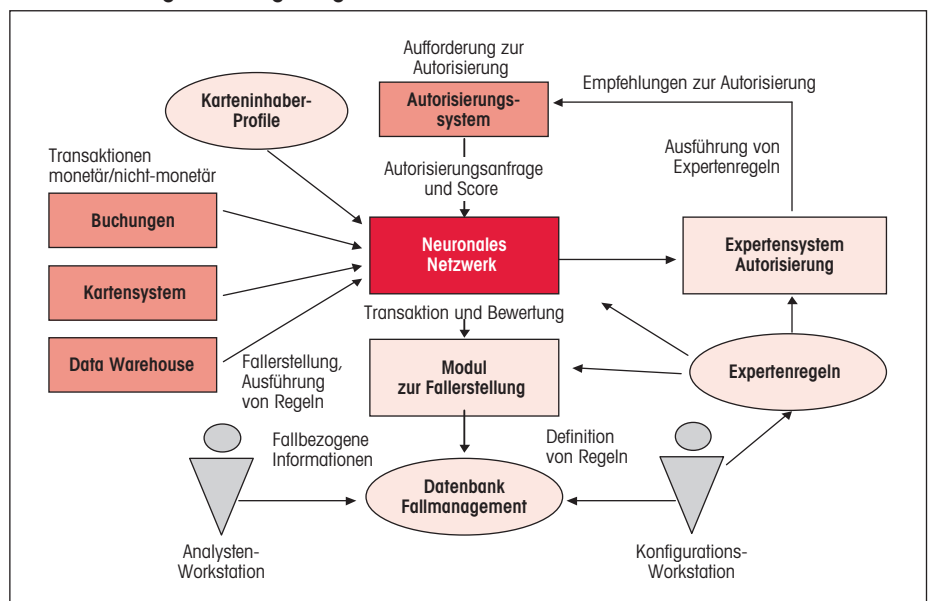 Aufforderung zur
Autorisierung
Empfehlungen zur Autorisierung
Karteninhaber-
Profile
Autorisierungs-
system
Ausführung von
Expertenregeln
Transaktionen
monetär/nicht-monetär
Autorisierungsanfrage
und Score
Buchungen
Neuronales
Netzwerk
Expertensystem
Autorisierung
Kartensystem
Transaktion und Bewertung
Data Warehouse
Fallerstellung,
Ausführung
von Regeln
Modul
zur Fallerstellung
Expertenregeln
Fallbezogene
Informationen
Definition
von Regeln
Datenbank
Fallmanagement
Analysten-
Workstation
Konfigurations-
Workstation